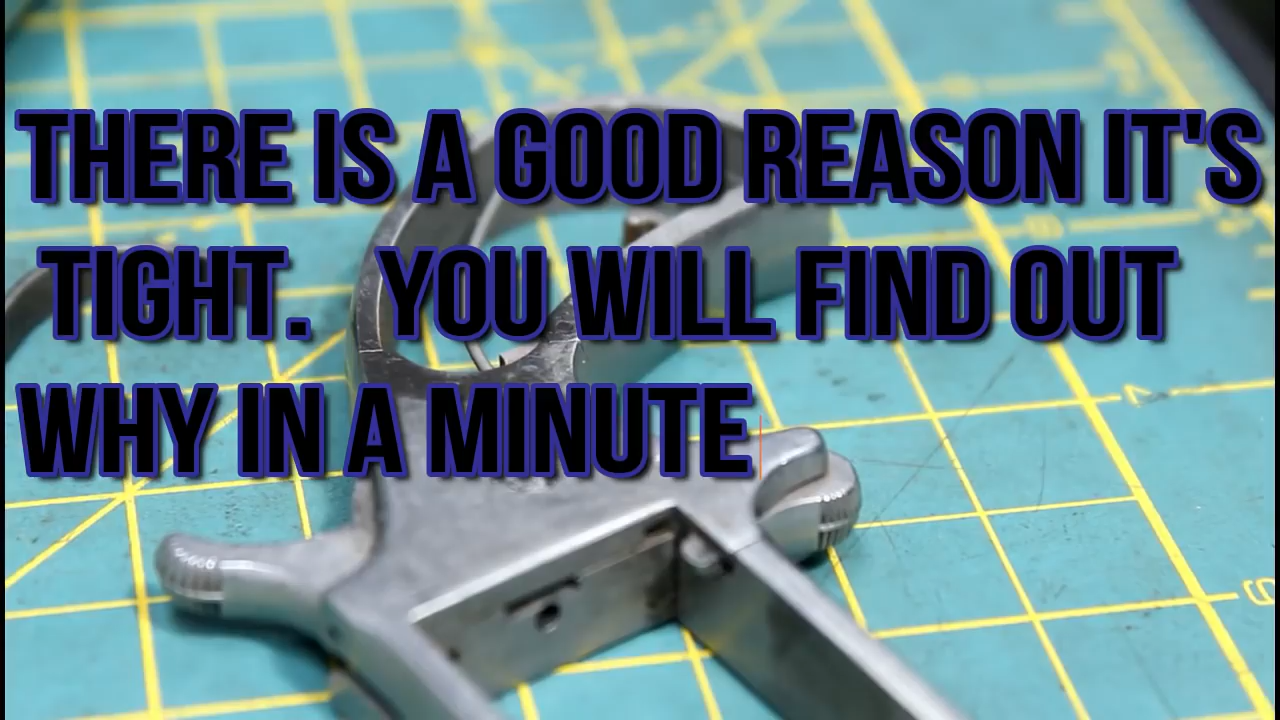 THERE IS A GOOD REASON IT'S
TIGHT. YOU WILL FIND OUT
WHY IN A MINUTE